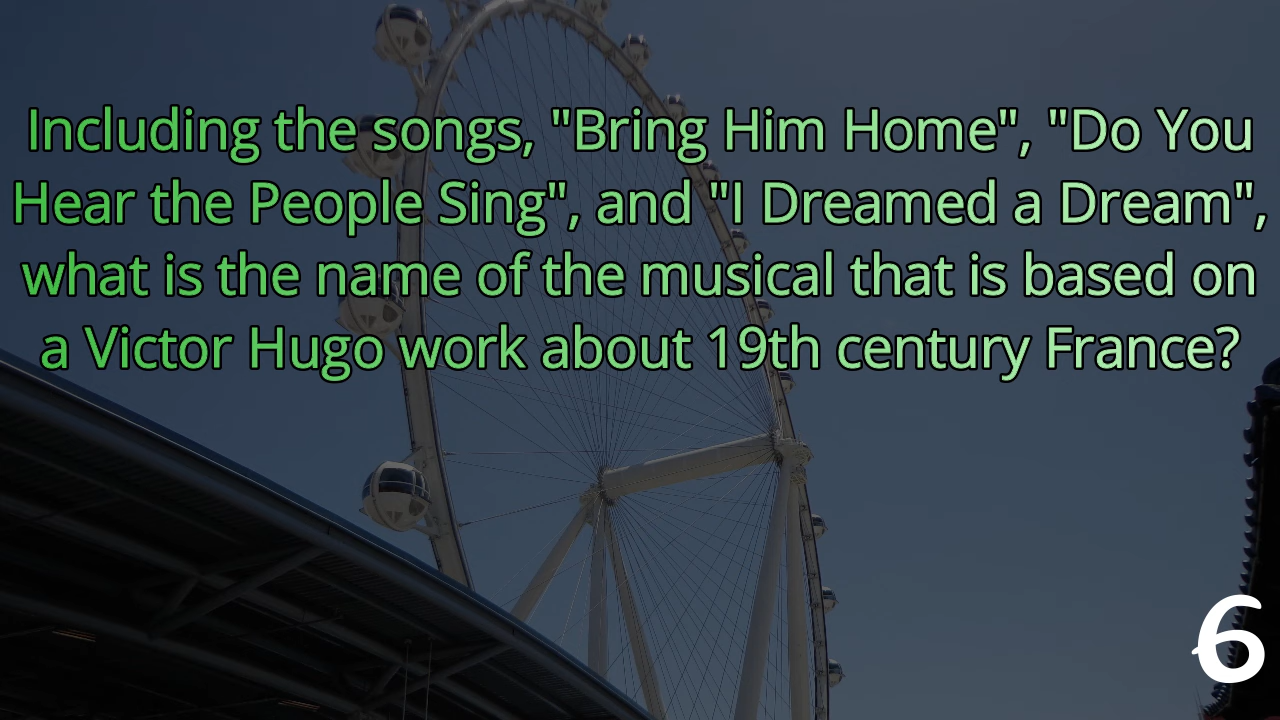 Including the songs, "Bring Him Home", "Do You
Hear the People Sing", and "I Dreamed a Dream",
what is the name of the musical that is based on
a Victor Hugo work about 19th century France?
6